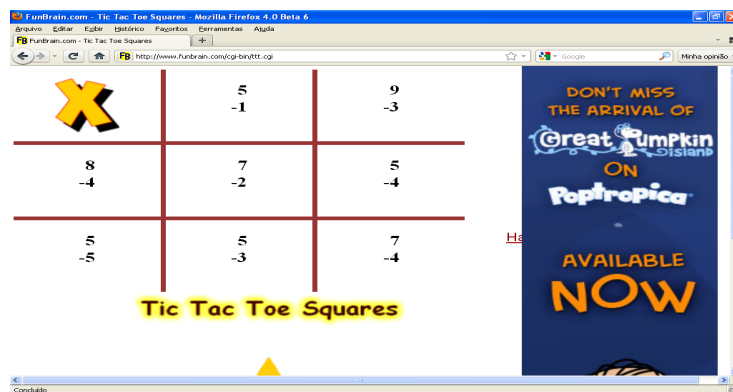 FunBrain.com - Tic Tac Toe Squares - Mozilla Firefox 4.0 Beta 6
Arquivo Editar Exibir Histórico Favoritos Ferramentas Ajuda
FB FunBrain.com - Tic Tac Toe Squares +
FB http://www.funbrain.com/cgi-bin/ttt.cgi Google Minha opinião
X 5 9
-1 -3
8 7 5
-4 -2 -4
5 5 7
-5 -3 -4
Tic Tac Toe Squares
Ha
DON'T MISS
THE ARRIVAL OF
Great Pumpkin
Island
ON
Poptropica
AVAILABLE
NOW
Concluído